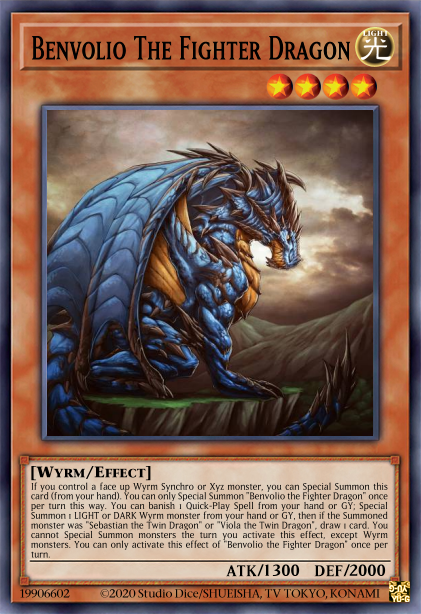 Benvolio The Fighter Dragon
LIGHT
光
[Wyrm/Effect]
If you control a face up Wyrm Synchro or Xyz monster, you can Special Summon this
card (from your hand). You can only Special Summon "Benvolio the Fighter Dragon" once
per turn this way. You can banish 1 Quick-Play Spell from your hand or GY; Special
Summon 1 LIGHT or DARK Wyrm monster from your hand or GY, then if the Summoned
monster was "Sebastian the Twin Dragon" or "Viola the Twin Dragon", draw 1 card. You
cannot Special Summon monsters the turn you activate this effect, except Wyrm
monsters. You can only activate this effect of "Benvolio the Fighter Dragon" once per
turn.
ATK/1300 DEF/2000
19906602 ©2020 Studio Dice/SHUEISHA, TV TOKYO, KONAMI